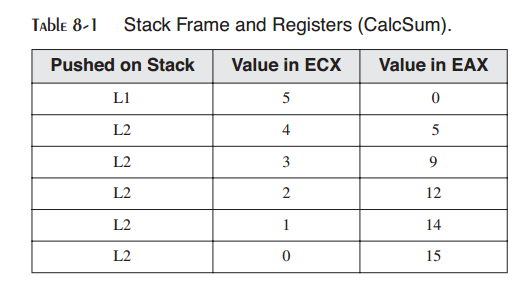 TABLE 8-1 Stack Frame and Registers (CalcSum).
Pushed on Stack Value in ECX Value in EAX
L1 5 0
L2 4 5
L2 3 9
L2 2 12
L2 1 14
L2 0 15